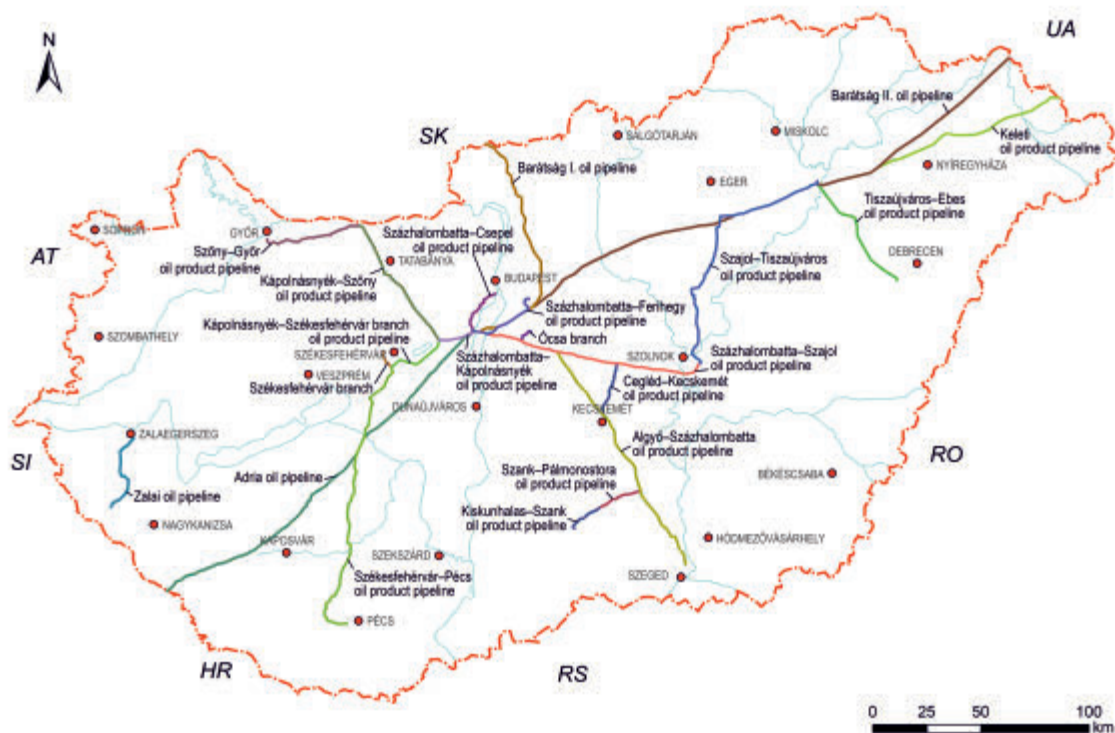 N
UA
SK
AT
SI
HR
RS
RO
Barátság II. oil pipeline
Keleti
oil product pipeline
SALGÓTARJÁN
MISKOLC
NYÍREGYHÁZA
Barátság I. oil pipeline
EGER
Tiszaújváros–Ebes
oil product pipeline
DEBRECEN
SOPRON
GYŐR
Szőny–Győr
oil product pipeline
TATABÁNYA
Százhalombatta–Csepel
oil product pipeline
BUDAPEST
Szajol–Tiszaújváros
oil product pipeline
Kápolnásnyék–Szőny
oil product pipeline
Százhalombatta–Ferihegy
oil product pipeline
Ócsa branch
SZOMBATHELY
Kápolnásnyék–Székesfehérvár branch
oil product pipeline
SZÉKESFEHÉRVÁR
VESZPRÉM
Székesfehérvár branch
Százhalombatta–
Kápolnásnyék
oil product pipeline
SZOLNOK
Százhalombatta–Szajol
oil product pipeline
Cegléd–Kecskemét
oil product pipeline
DUNAÚJVÁROS
KECSKEMÉT
ZALAEGERSZEG
Algyő–Százhalombatta
oil product pipeline
Adria oil pipeline
Szank–Pálmonostora
oil product pipeline
BÉKÉSCSABA
Zalai oil pipeline
Kiskunhalas–Szank
oil product pipeline
NAGYKANIZSA
KAPOSVÁR
SZEKSZÁRD
HÓDMEZŐVÁSÁRHELY
Székesfehérvár–Pécs
oil product pipeline
SZEGED
PÉCS
0 25 50 100
km